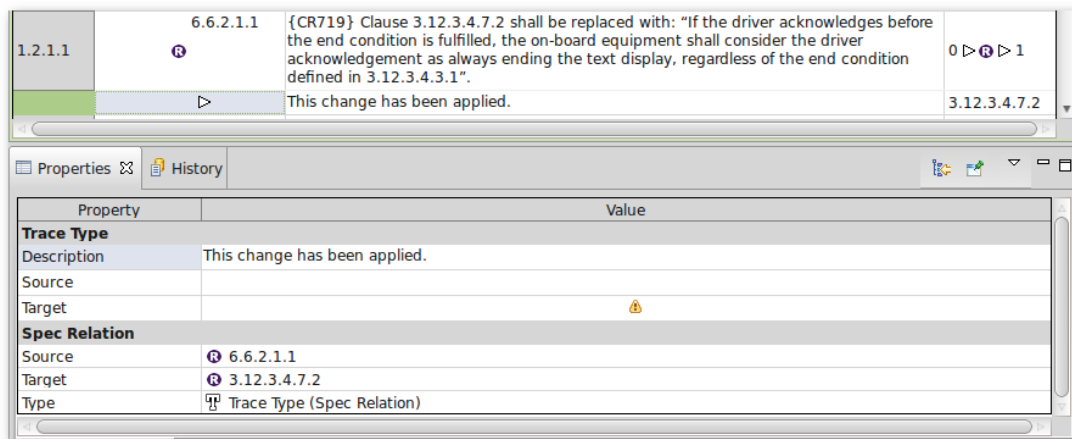 6.6.2.1.1 {CR719} Clause 3.12.3.4.7.2 shall be replaced with: “If the driver acknowledges before
the end condition is fulfilled, the on-board equipment shall consider the driver
1.2.1.1 R acknowledgement as always ending the text display, regardless of the end condition 0 ▷ R ▷ 1
defined in 3.12.3.4.3.1”.
▷ This change has been applied. 3.12.3.4.7.2
Properties History
Property Value
Trace Type
Description This change has been applied.
Source
Target
Spec Relation
Source R 6.6.2.1.1
Target R 3.12.3.4.7.2
Type T Trace Type (Spec Relation)